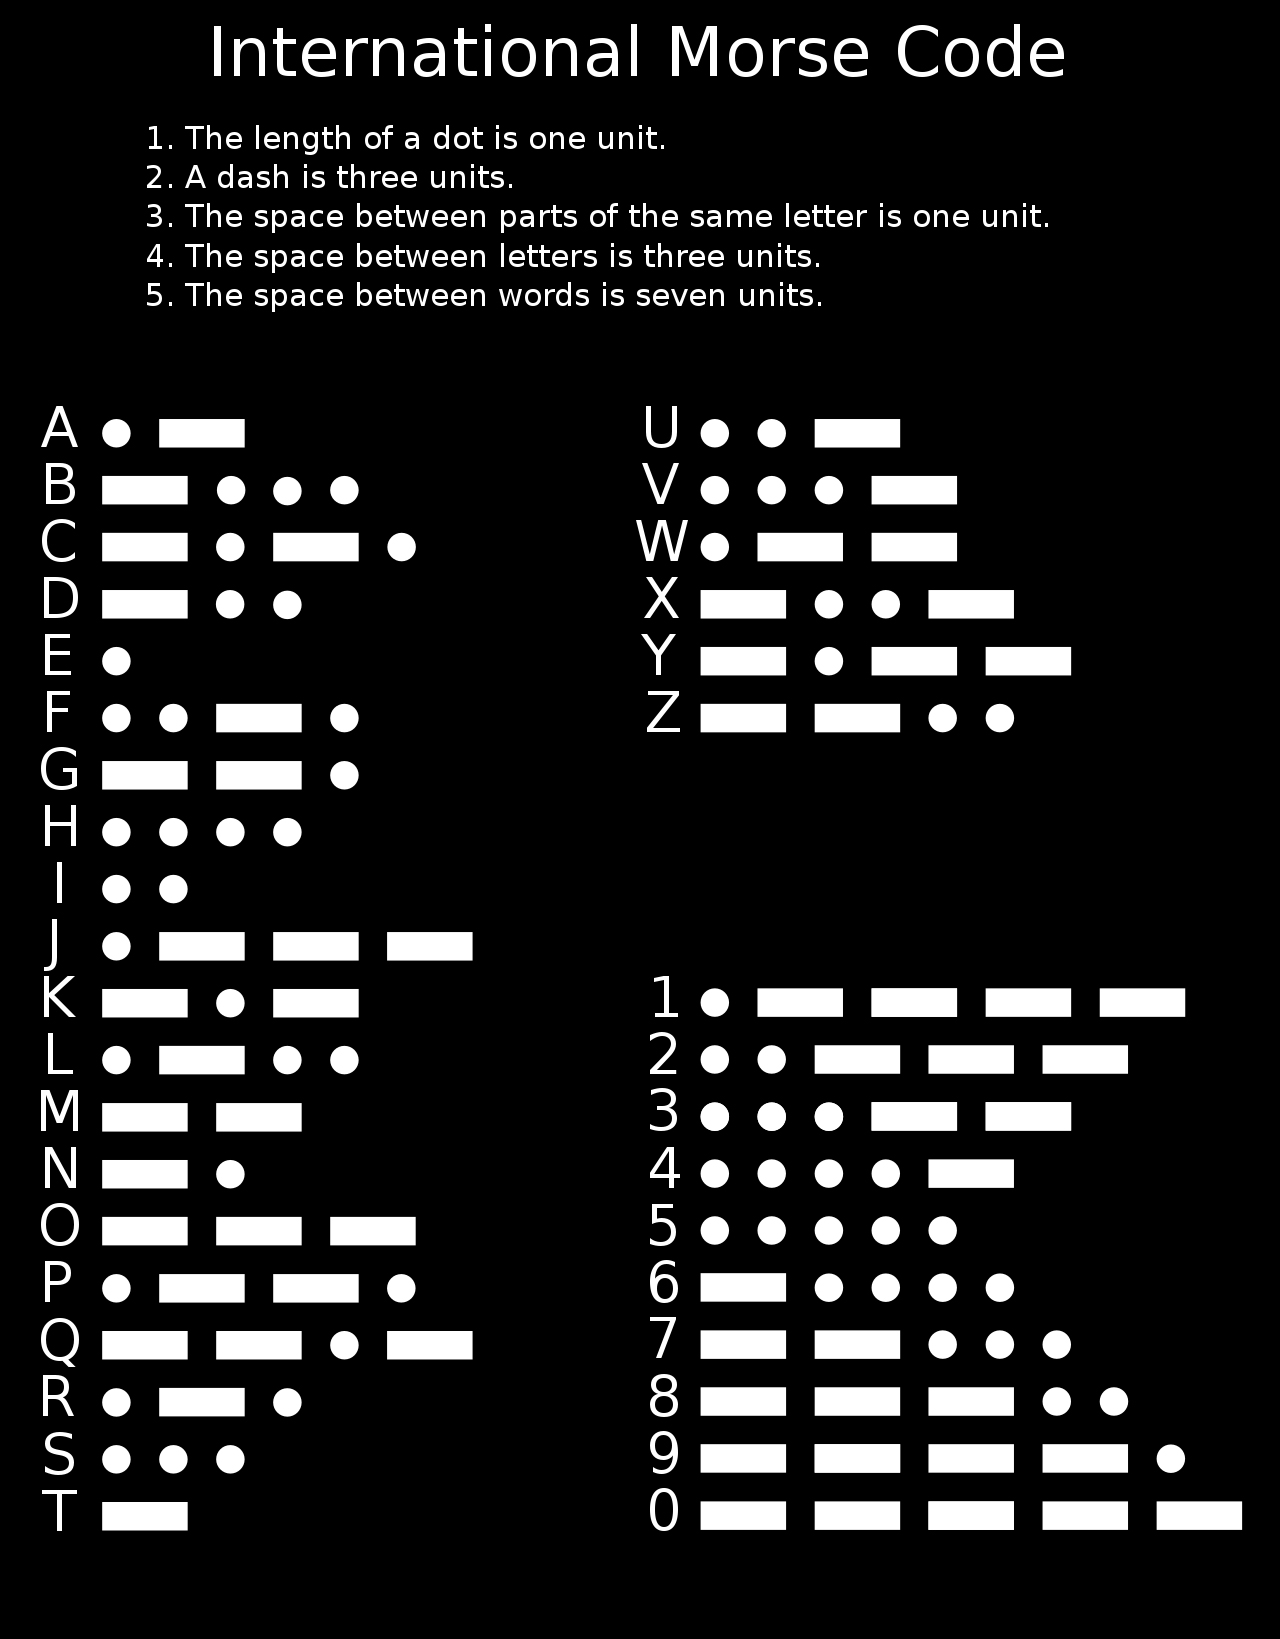 International Morse Code
1. The length of a dot is one unit.
2. A dash is three units.
3. The space between parts of the same letter is one unit.
4. The space between letters is three units.
5. The space between words is seven units.
A
B
C
D
E
F
G
H
I
J
K
L
M
N
O
P
Q
R
S
T
U
V
W
X
Y
Z
1
2
3
4
5
6
7
8
9
0